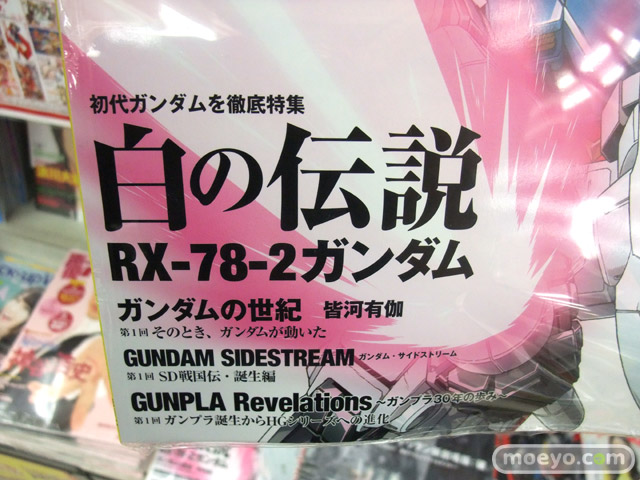 初代ガンダムを徹底特集
白の伝説
RX-78-2ガンダム
ガンダムの世紀 皆河有伽
第1回 そのとき、ガンダムが動いた
GUNDAM SIDESTREAM ガンダム・サイドストリーム
第1回 SD戦国伝・誕生編
GUNPLA Revelations ~ガンプラ30年の歩み~
第1回 ガンプラ誕生からHGシリーズへの進化
moeyo.com